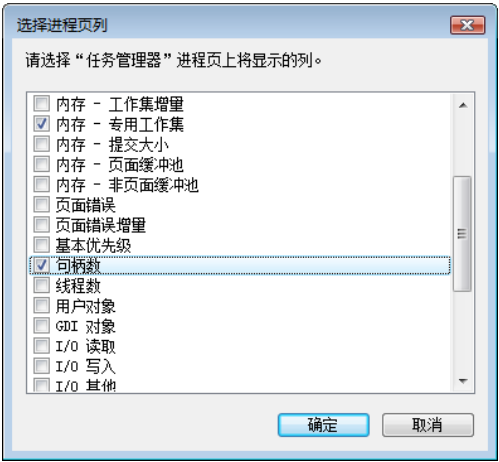 选择进程页列
请选择“任务管理器”进程页上将显示的列。
内存 - 工作集增量
内存 - 专用工作集
内存 - 提交大小
内存 - 页面缓冲池
内存 - 非页面缓冲池
页面错误
页面错误增量
基本优先级
句柄数
线程数
用户对象
GDI 对象
I/O 读取
I/O 写入
I/O 其他
确定
取消